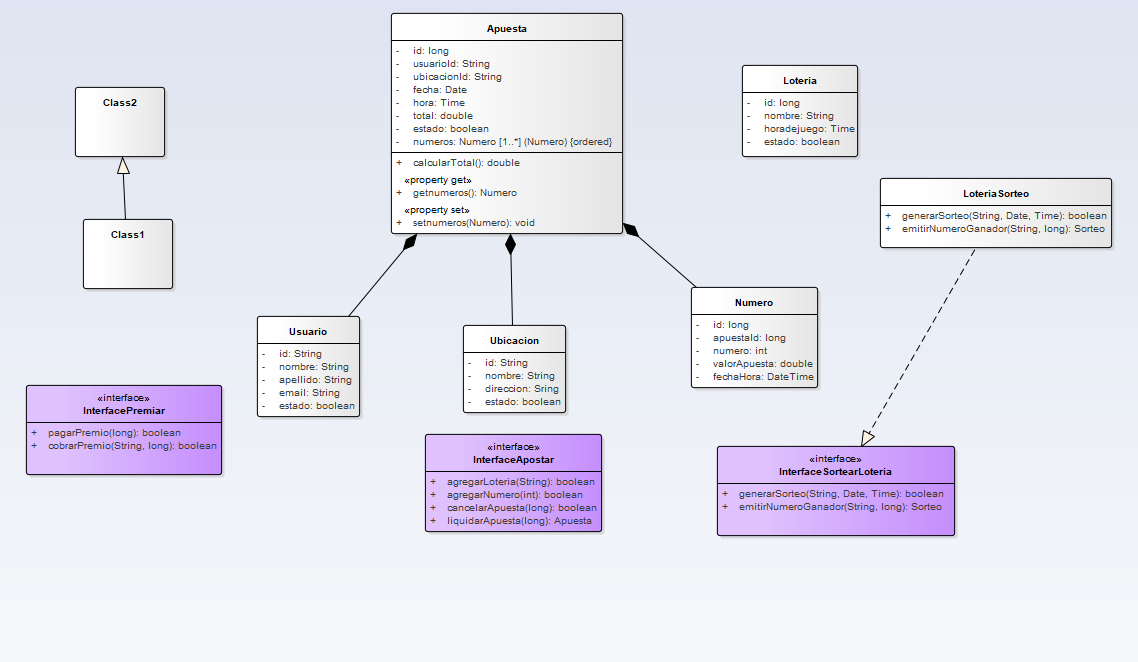 Apuesta
- id: long
- usuarioId: String
- ubicacionId: String
- fecha: Date
- hora: Time
- total: double
- estado: boolean
- numeros: Numero [1..*] (Numero) {ordered}
+ calcularTotal(): double
«property get»
+ getnumeros(): Numero
«property set»
+ setnumeros(Numero): void
Loteria
- id: long
- nombre: String
- horadejuego: Time
- estado: boolean
Class2
Class1
LoteriaSorteo
+ generarSorteo(String, Date, Time): boolean
+ emitirNumeroGanador(String, long): Sorteo
Usuario
- id: String
- nombre: String
- apellido: String
- email: String
- estado: boolean
Ubicacion
- id: String
- nombre: String
- direccion: Sring
- estado: boolean
Numero
- id: long
- apuestaId: long
- numero: int
- valorApuesta: double
- fechaHora: DateTime
«interface»
InterfacePremiar
+ pagarPremio(long): boolean
+ cobrarPremio(String, long): boolean
«interface»
InterfaceApostar
+ agregarLoteria(String): boolean
+ agregarNumero(int): boolean
+ cancelarApuesta(long): boolean
+ liquidarApuesta(long): Apuesta
«interface»
InterfaceSortearLoteria
+ generarSorteo(String, Date, Time): boolean
+ emitirNumeroGanador(String, long): Sorteo